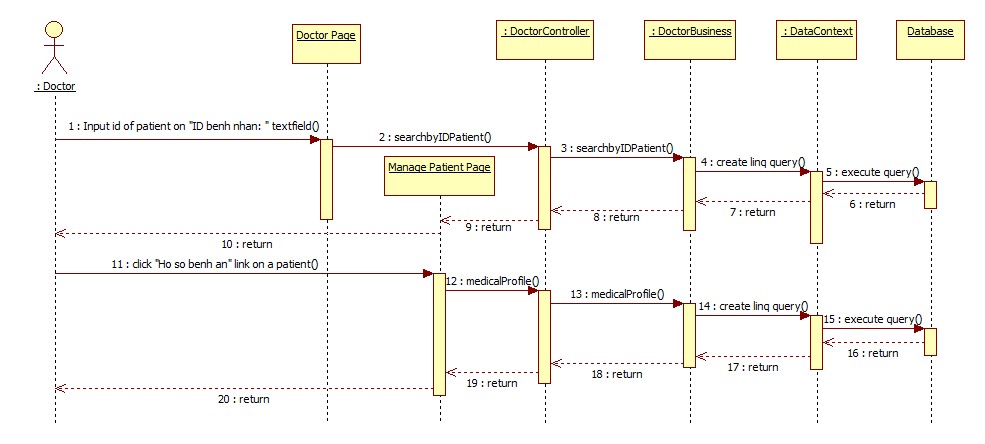 Doctor Page
: DoctorController
: DoctorBusiness
: DataContext
Database
: Doctor
1 : Input id of patient on "ID benh nhan: " textfield()
2 : searchbyIDPatient()
3 : searchbyIDPatient()
Manage Patient Page
4 : create linq query()
5 : execute query()
6 : return
7 : return
8 : return
9 : return
10 : return
11 : click "Ho so benh an" link on a patient()
12 : medicalProfile()
13 : medicalProfile()
14 : create linq query()
15 : execute query()
16 : return
17 : return
18 : return
19 : return
20 : return